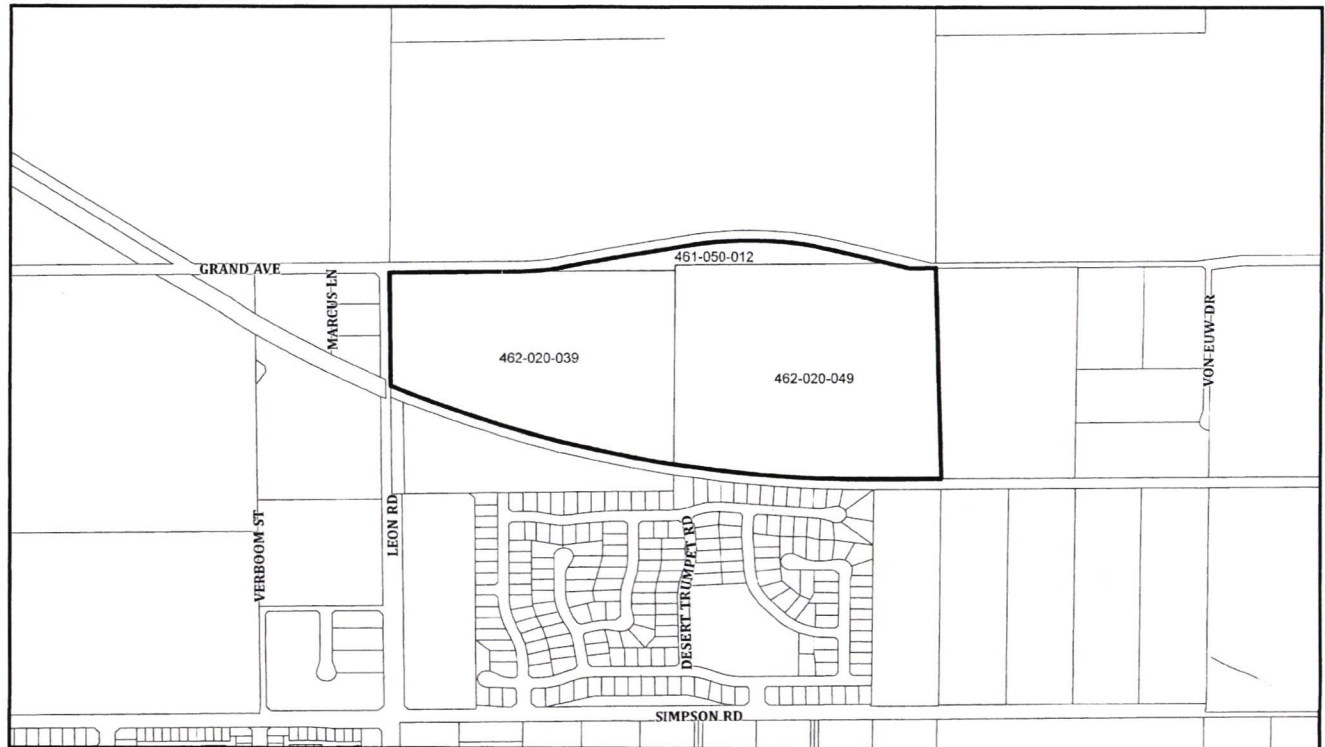 461-050-012
GRAND AVE
MARCUS LN
VON EUW DR
462-020-039
462-020-049
LEON RD
VERBOOM ST
DESERT TRUMPET RD
SIMPSON RD